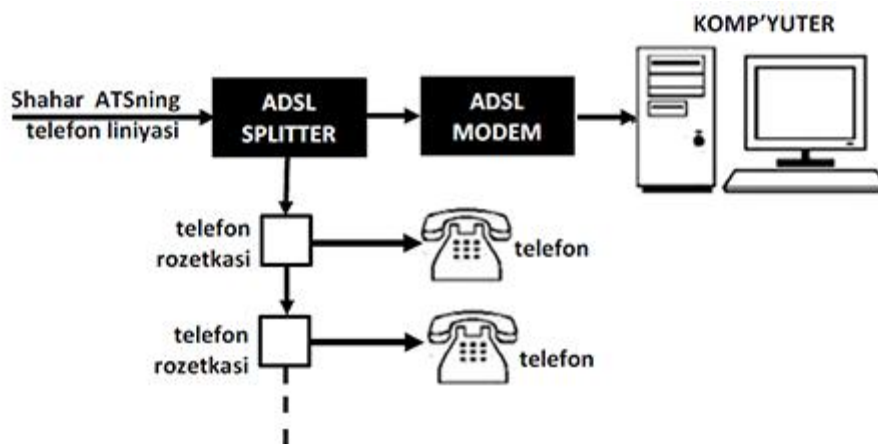 KOMP'YUTER
Shahar ATSning
telefon liniyasi
ADSL
SPLITTER
ADSL
MODEM
telefon
rozetkasi
telefon
telefon
rozetkasi
telefon